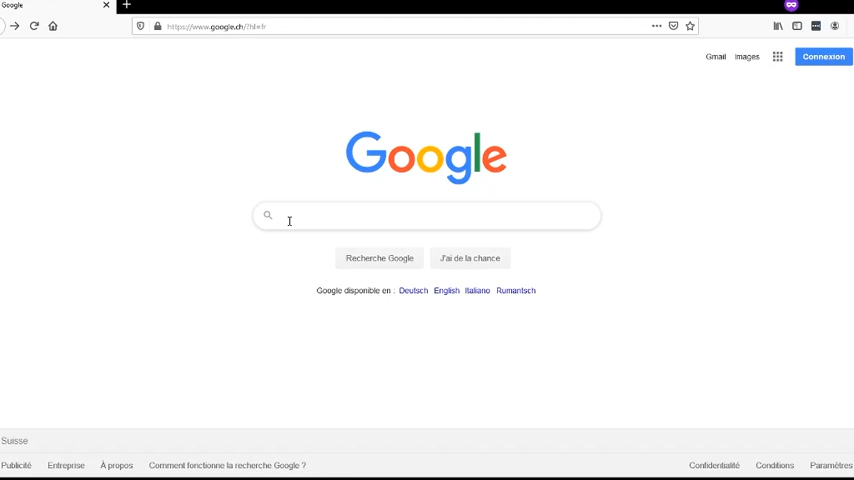 Google
https://www.google.ch/?hl=fr
Gmail Images Connexion
Google
Recherche Google J'ai de la chance
Google disponible en : Deutsch English Italiano Rumantsch
Suisse
Publicité Entreprise À propos Comment fonctionne la recherche Google ? Confidentialité Conditions Paramètres